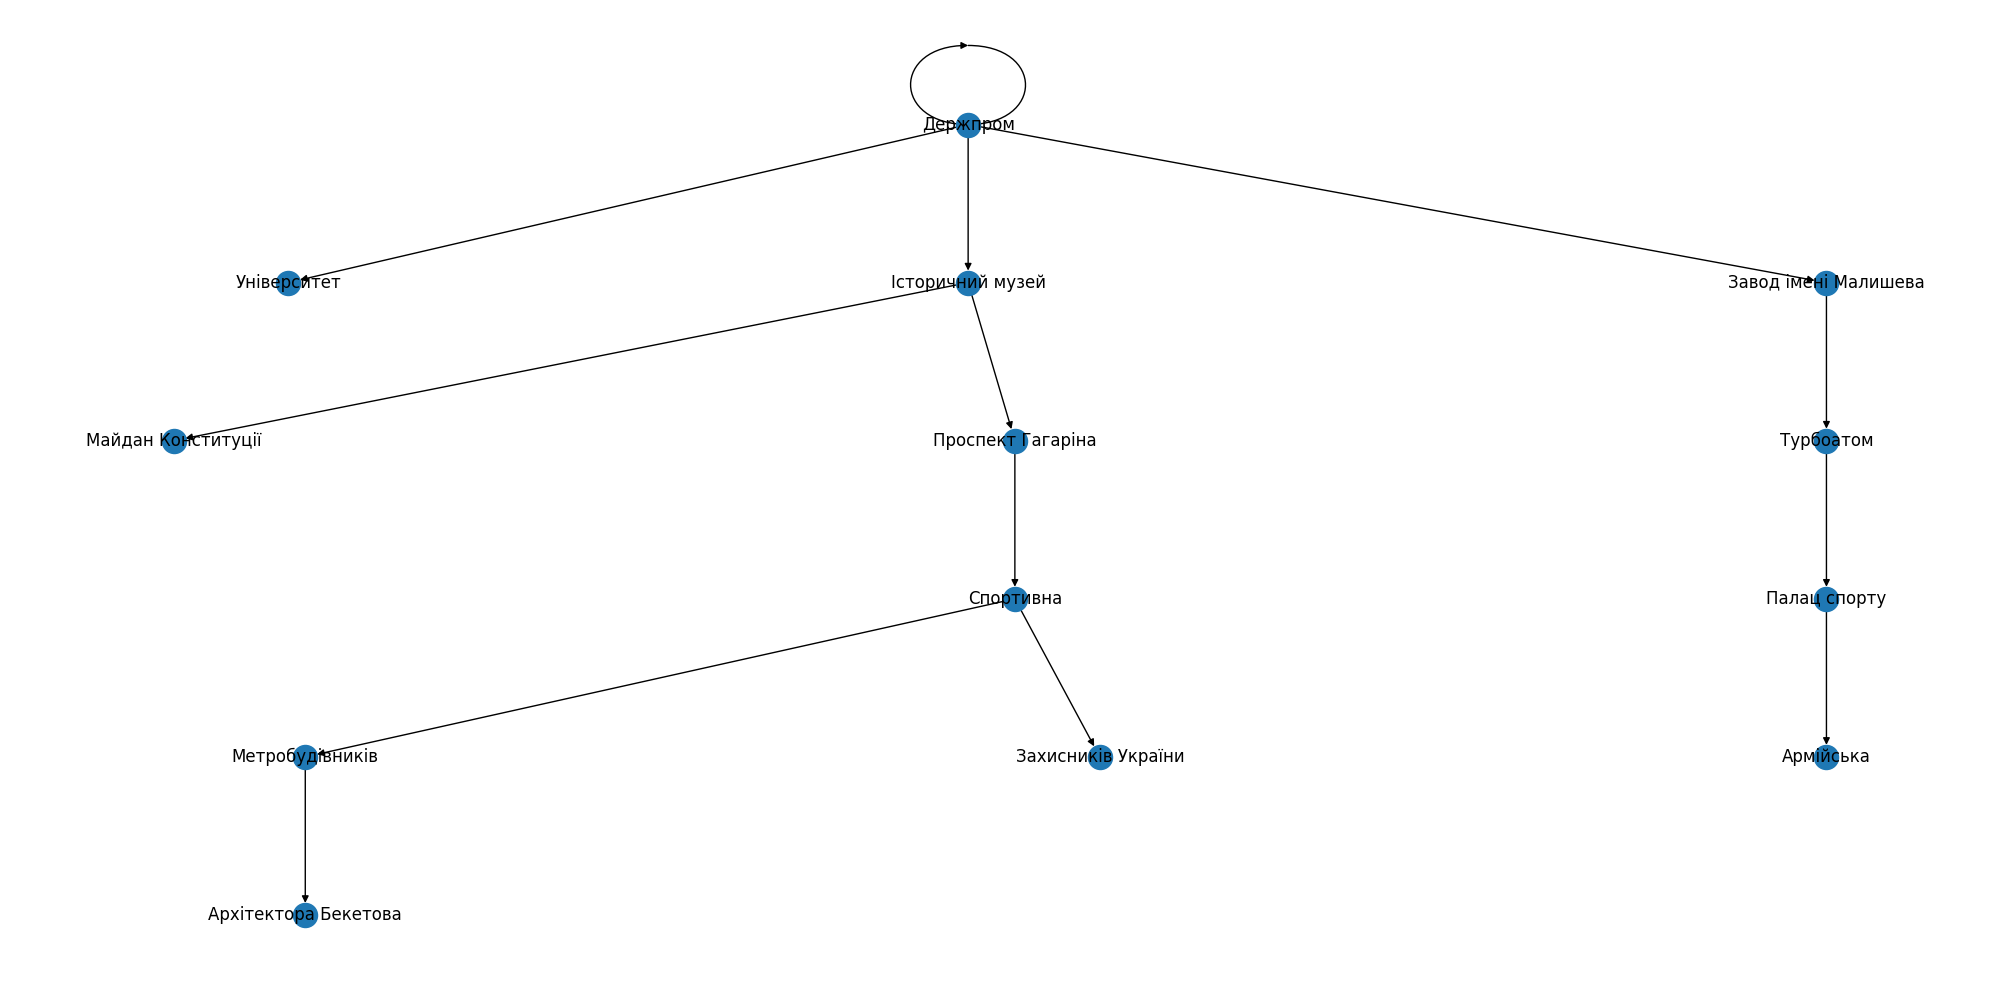 Держпром
Університет
Історичний музей
Завод імені Малишева
Майдан Конституції
Проспект Гагаріна
Турбоатом
Спортивна
Палац спорту
Метробудівників
Захисників України
Армійська
Архітектора Бекетова